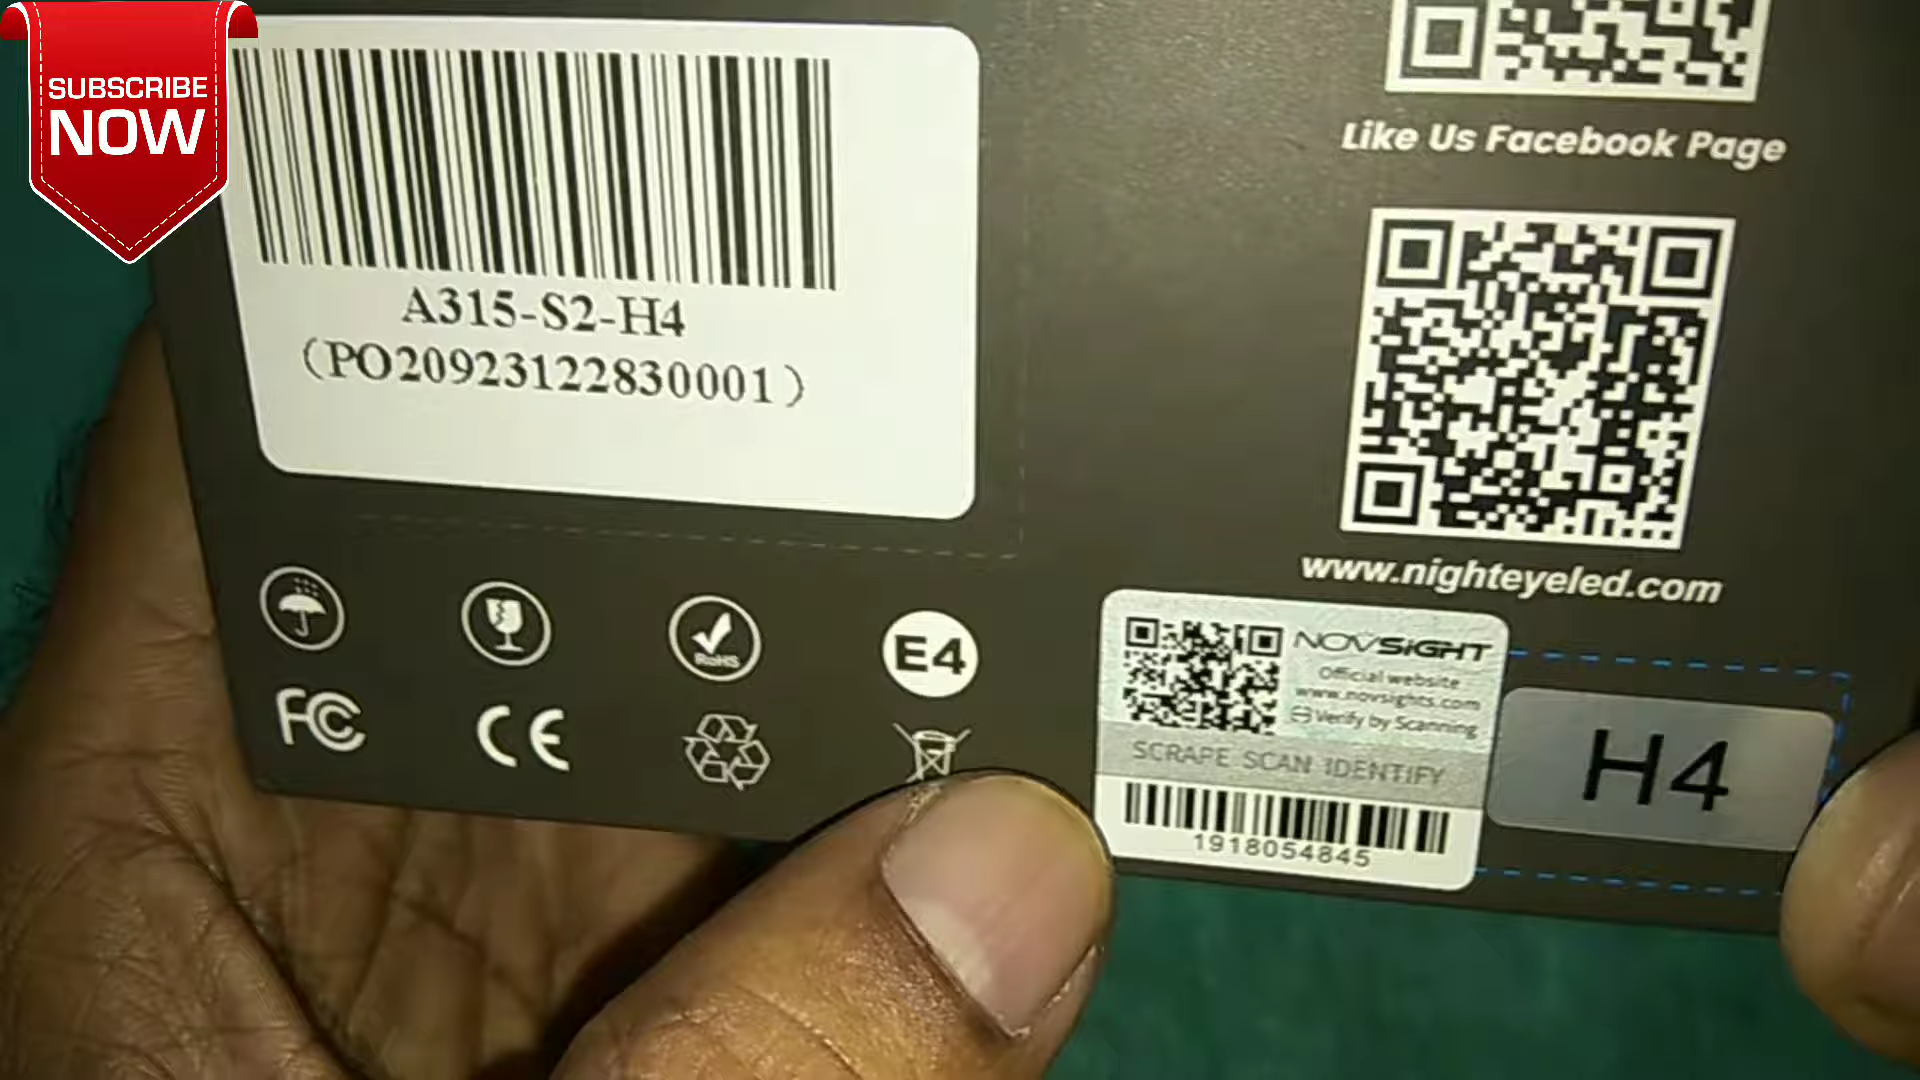 SUBSCRIBE
NOW
A315-S2-H4
(PO20923122830001)
Like Us Facebook Page
www.nighteyeled.com
RoHS
E4
FC
CE
NOVSIGHT
Official website
www.novsights.com
Verify by Scanning
SCRAPE SCAN IDENTIFY
1918054845
H4